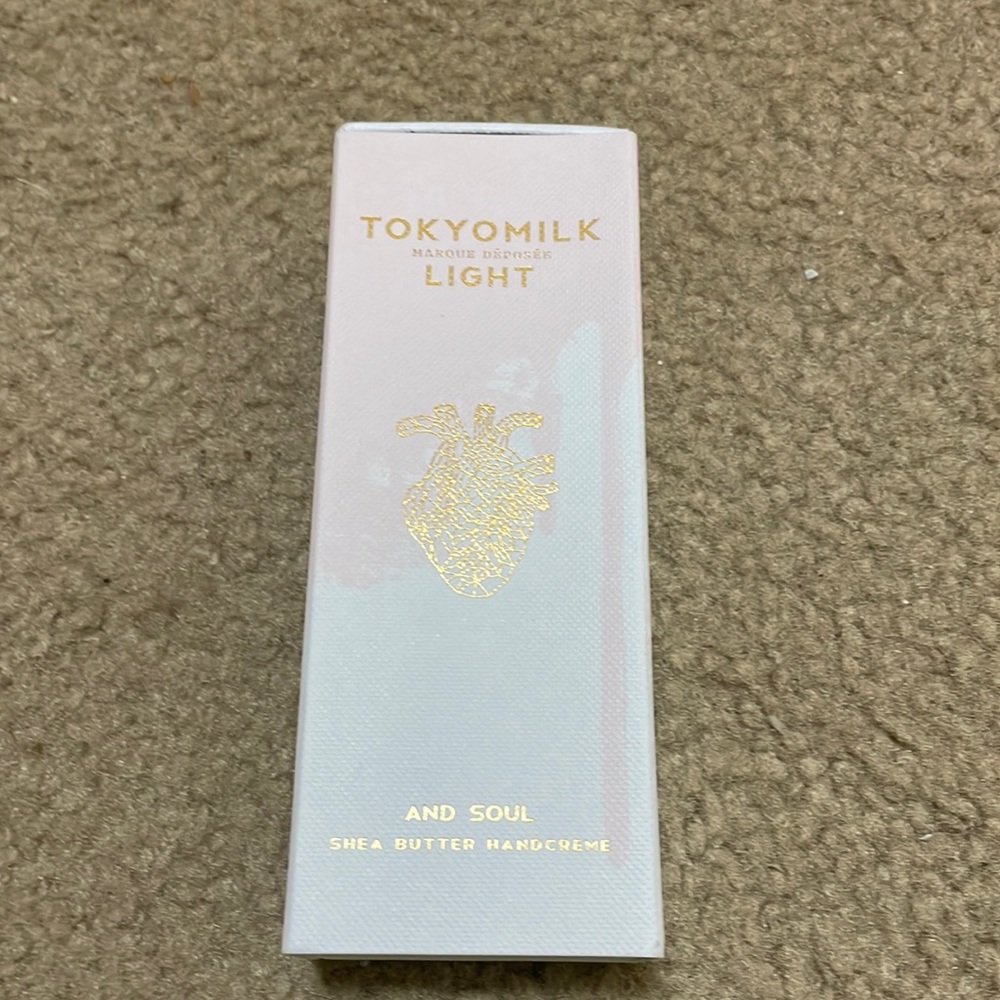 TOKYOMILK
MARQUE DÉPOSÉE
LIGHT
AND SOUL
SHEA BUTTER HANDCREME